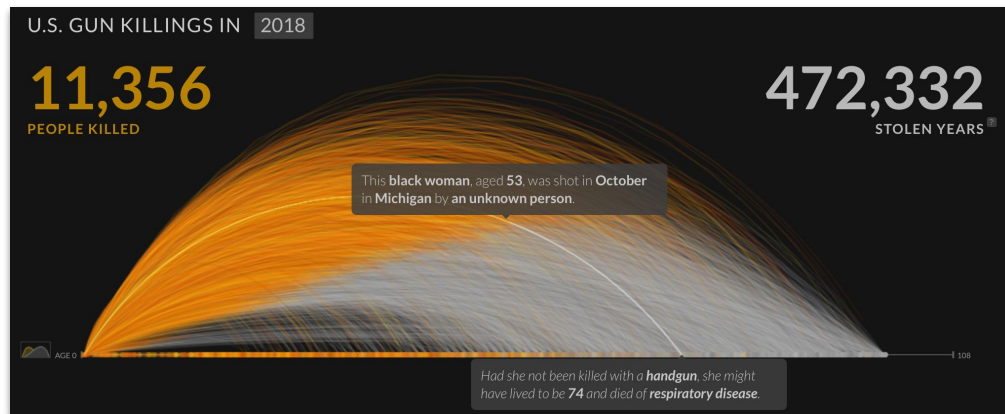 U.S. GUN KILLINGS IN 2018
11,356
PEOPLE KILLED
472,332
STOLEN YEARS ?
This black woman, aged 53, was shot in October
in Michigan by an unknown person.
AGE 0
108
Had she not been killed with a handgun, she might
have lived to be 74 and died of respiratory disease.